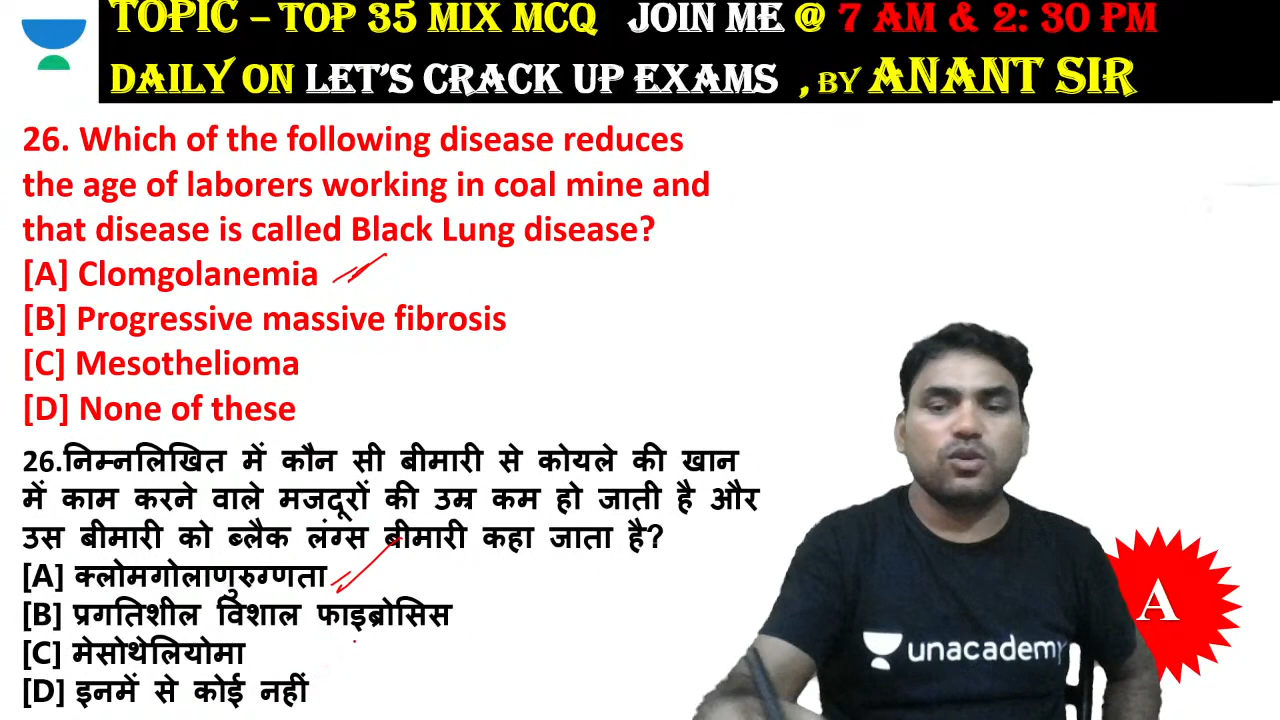 TOPIC – TOP 35 MIX MCQ JOIN ME @ 7 AM & 2: 30 PM
DAILY ON LET'S CRACK UP EXAMS , BY ANANT SIR
26. Which of the following disease reduces
the age of laborers working in coal mine and
that disease is called Black Lung disease?
[A] Clomgolanemia
[B] Progressive massive fibrosis
[C] Mesothelioma
[D] None of these
26.निम्नलिखित में कौन सी बीमारी से कोयले की खान
में काम करने वाले मजदूरों की उम्र कम हो जाती है और
उस बीमारी को ब्लैक लंग्स बीमारी कहा जाता है?
[A] क्लोमगोलाणुरुग्णता
[B] प्रगतिशील विशाल फाइब्रोसिस
[C] मेसोथेलियोमा
[D] इनमें से कोई नहीं
A
unacademy